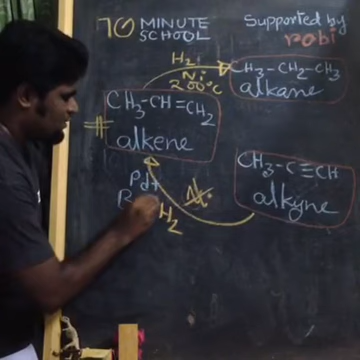 10 MINUTE SCHOOL
Supported by
robi
H₂
Ni
200°C
CH₃-CH₂-CH₃
alkane
CH₃-CH=CH₂
alkene
CH₃-C≡CH
alkyne
Pd+
H₂
Ni